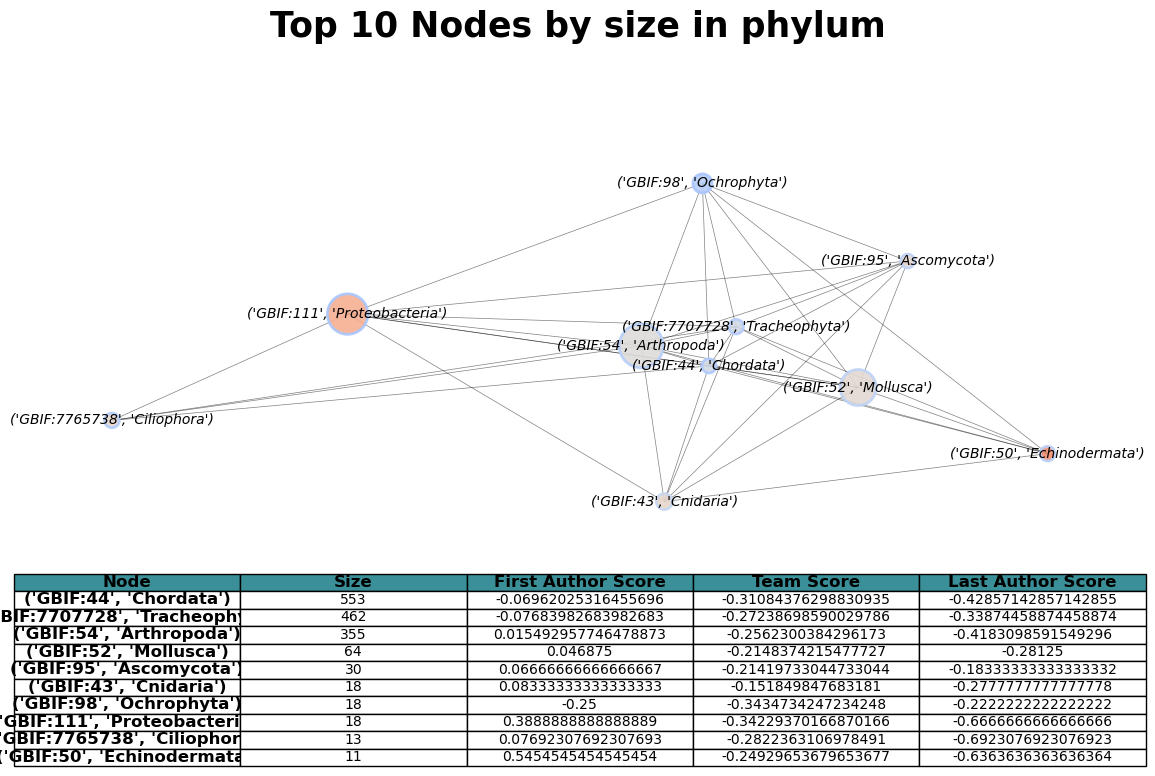 Top 10 Nodes by size in phylum
('GBIF:98', 'Ochrophyta')
('GBIF:95', 'Ascomycota')
('GBIF:111', 'Proteobacteria')
('GBIF:7707728', 'Tracheophyta')
('GBIF:54', 'Arthropoda')
('GBIF:44', 'Chordata')
('GBIF:52', 'Mollusca')
('GBIF:7765738', 'Ciliophora')
('GBIF:50', 'Echinodermata')
('GBIF:43', 'Cnidaria')
Node Size First Author Score Team Score Last Author Score
('GBIF:44', 'Chordata') 553 -0.06962025316455696 -0.31084376298830935 -0.42857142857142855
BIF:7707728', 'Tracheophy 462 -0.07683982683982683 -0.27238698590029786 -0.33874458874458874
('GBIF:54', 'Arthropoda') 355 0.015492957746478873 -0.2562300384296173 -0.4183098591549296
('GBIF:52', 'Mollusca') 64 0.046875 -0.2148374215477727 -0.28125
('GBIF:95', 'Ascomycota') 30 0.06666666666666667 -0.21419733044733044 -0.18333333333333332
('GBIF:43', 'Cnidaria') 18 0.08333333333333333 -0.151849847683181 -0.2777777777777778
('GBIF:98', 'Ochrophyta') 18 -0.25 -0.3434734247234248 -0.2222222222222222
'GBIF:111', 'Proteobacteri 18 0.3888888888888889 -0.34229370166870166 -0.6666666666666666
'GBIF:7765738', 'Ciliophor 13 0.07692307692307693 -0.2822363106978491 -0.6923076923076923
('GBIF:50', 'Echinodermata 11 0.5454545454545454 -0.24929653679653677 -0.6363636363636364